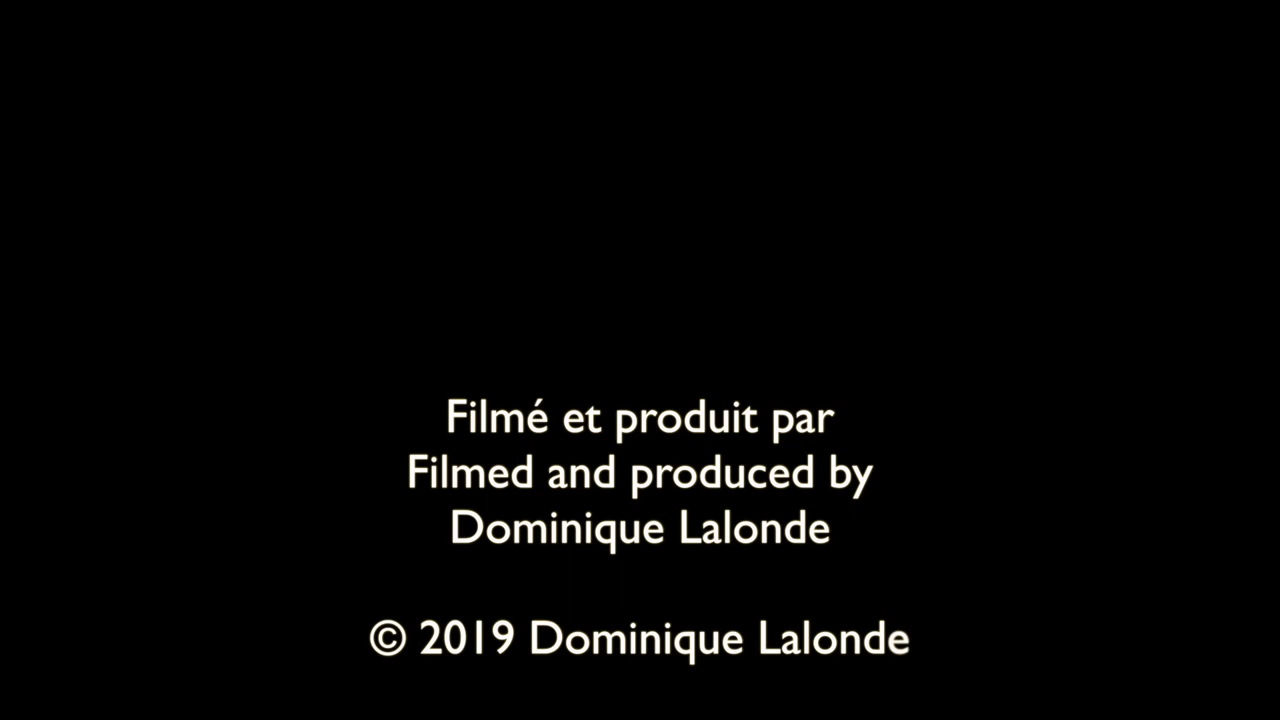 Filmé et produit par
Filmed and produced by
Dominique Lalonde
© 2019 Dominique Lalonde